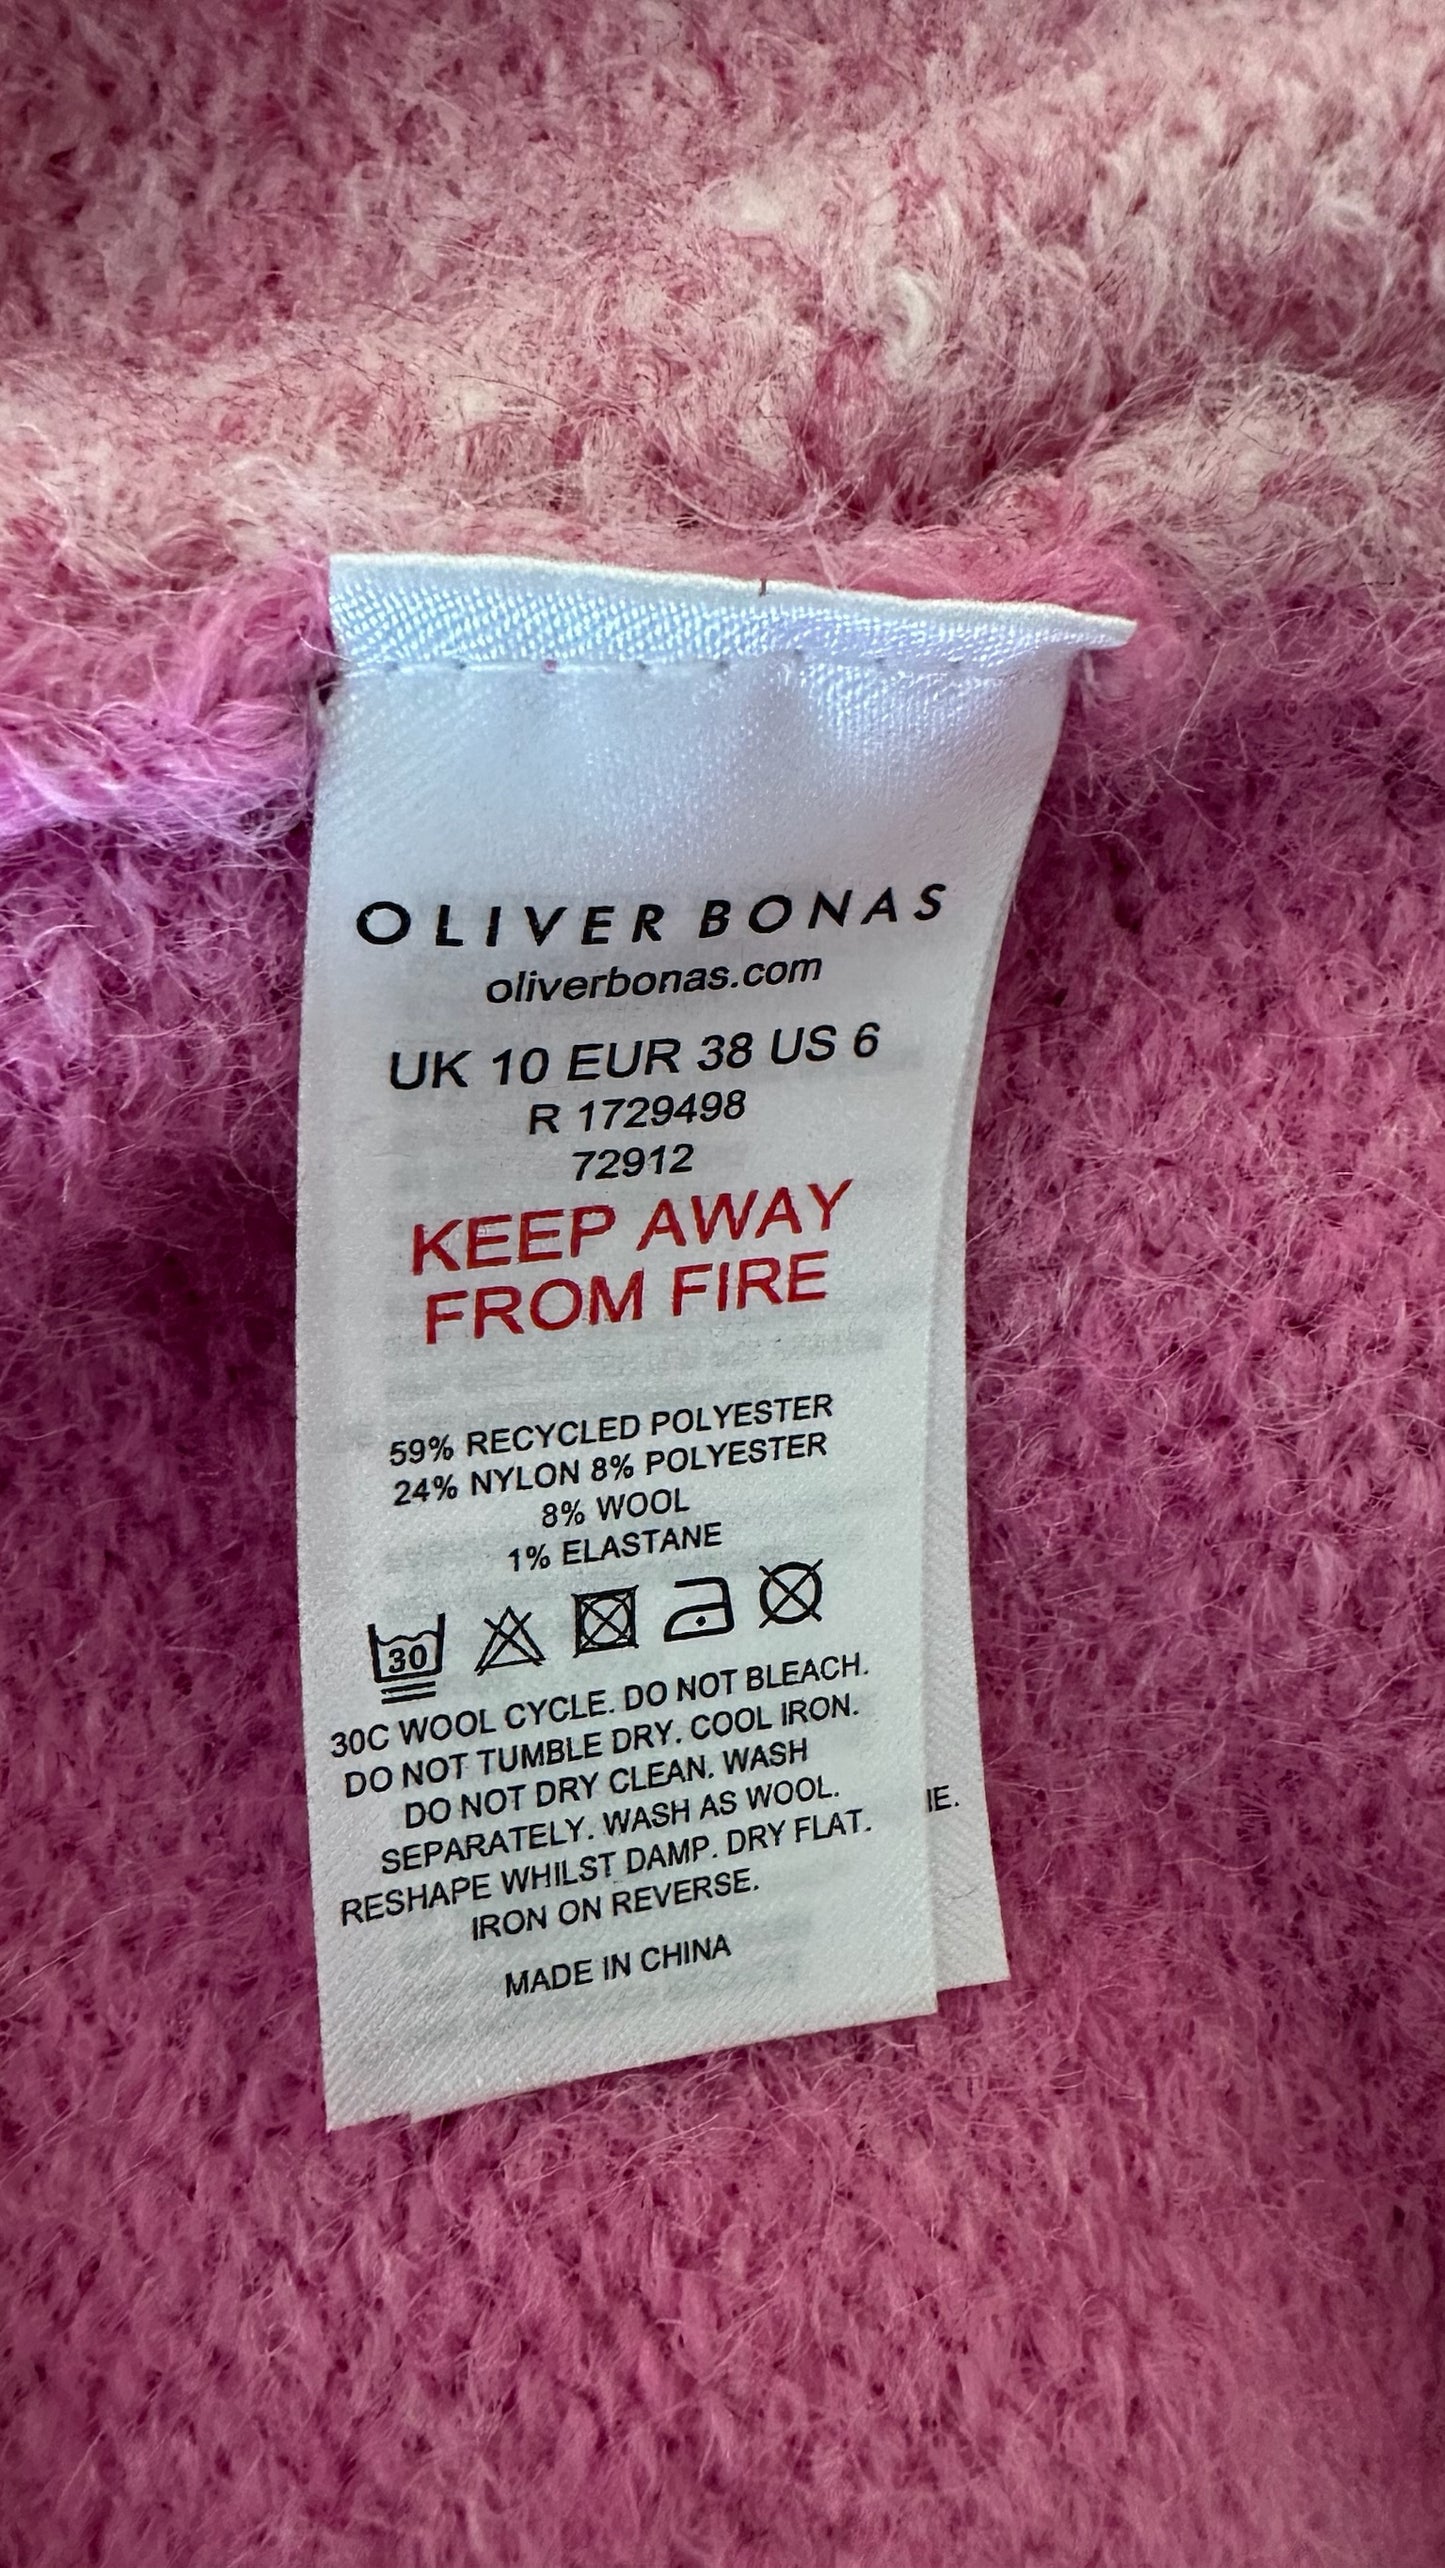 OLIVER BONAS
oliverbonas.com
UK 10 EUR 38 US 6
R 1729498
72912
KEEP AWAY
FROM FIRE
59% RECYCLED POLYESTER
24% NYLON 8% POLYESTER
8% WOOL
1% ELASTANE
30
30C WOOL CYCLE. DO NOT BLEACH.
DO NOT TUMBLE DRY. COOL IRON.
DO NOT DRY CLEAN. WASH
SEPARATELY. WASH AS WOOL.
RESHAPE WHILST DAMP. DRY FLAT.
IRON ON REVERSE.
MADE IN CHINA